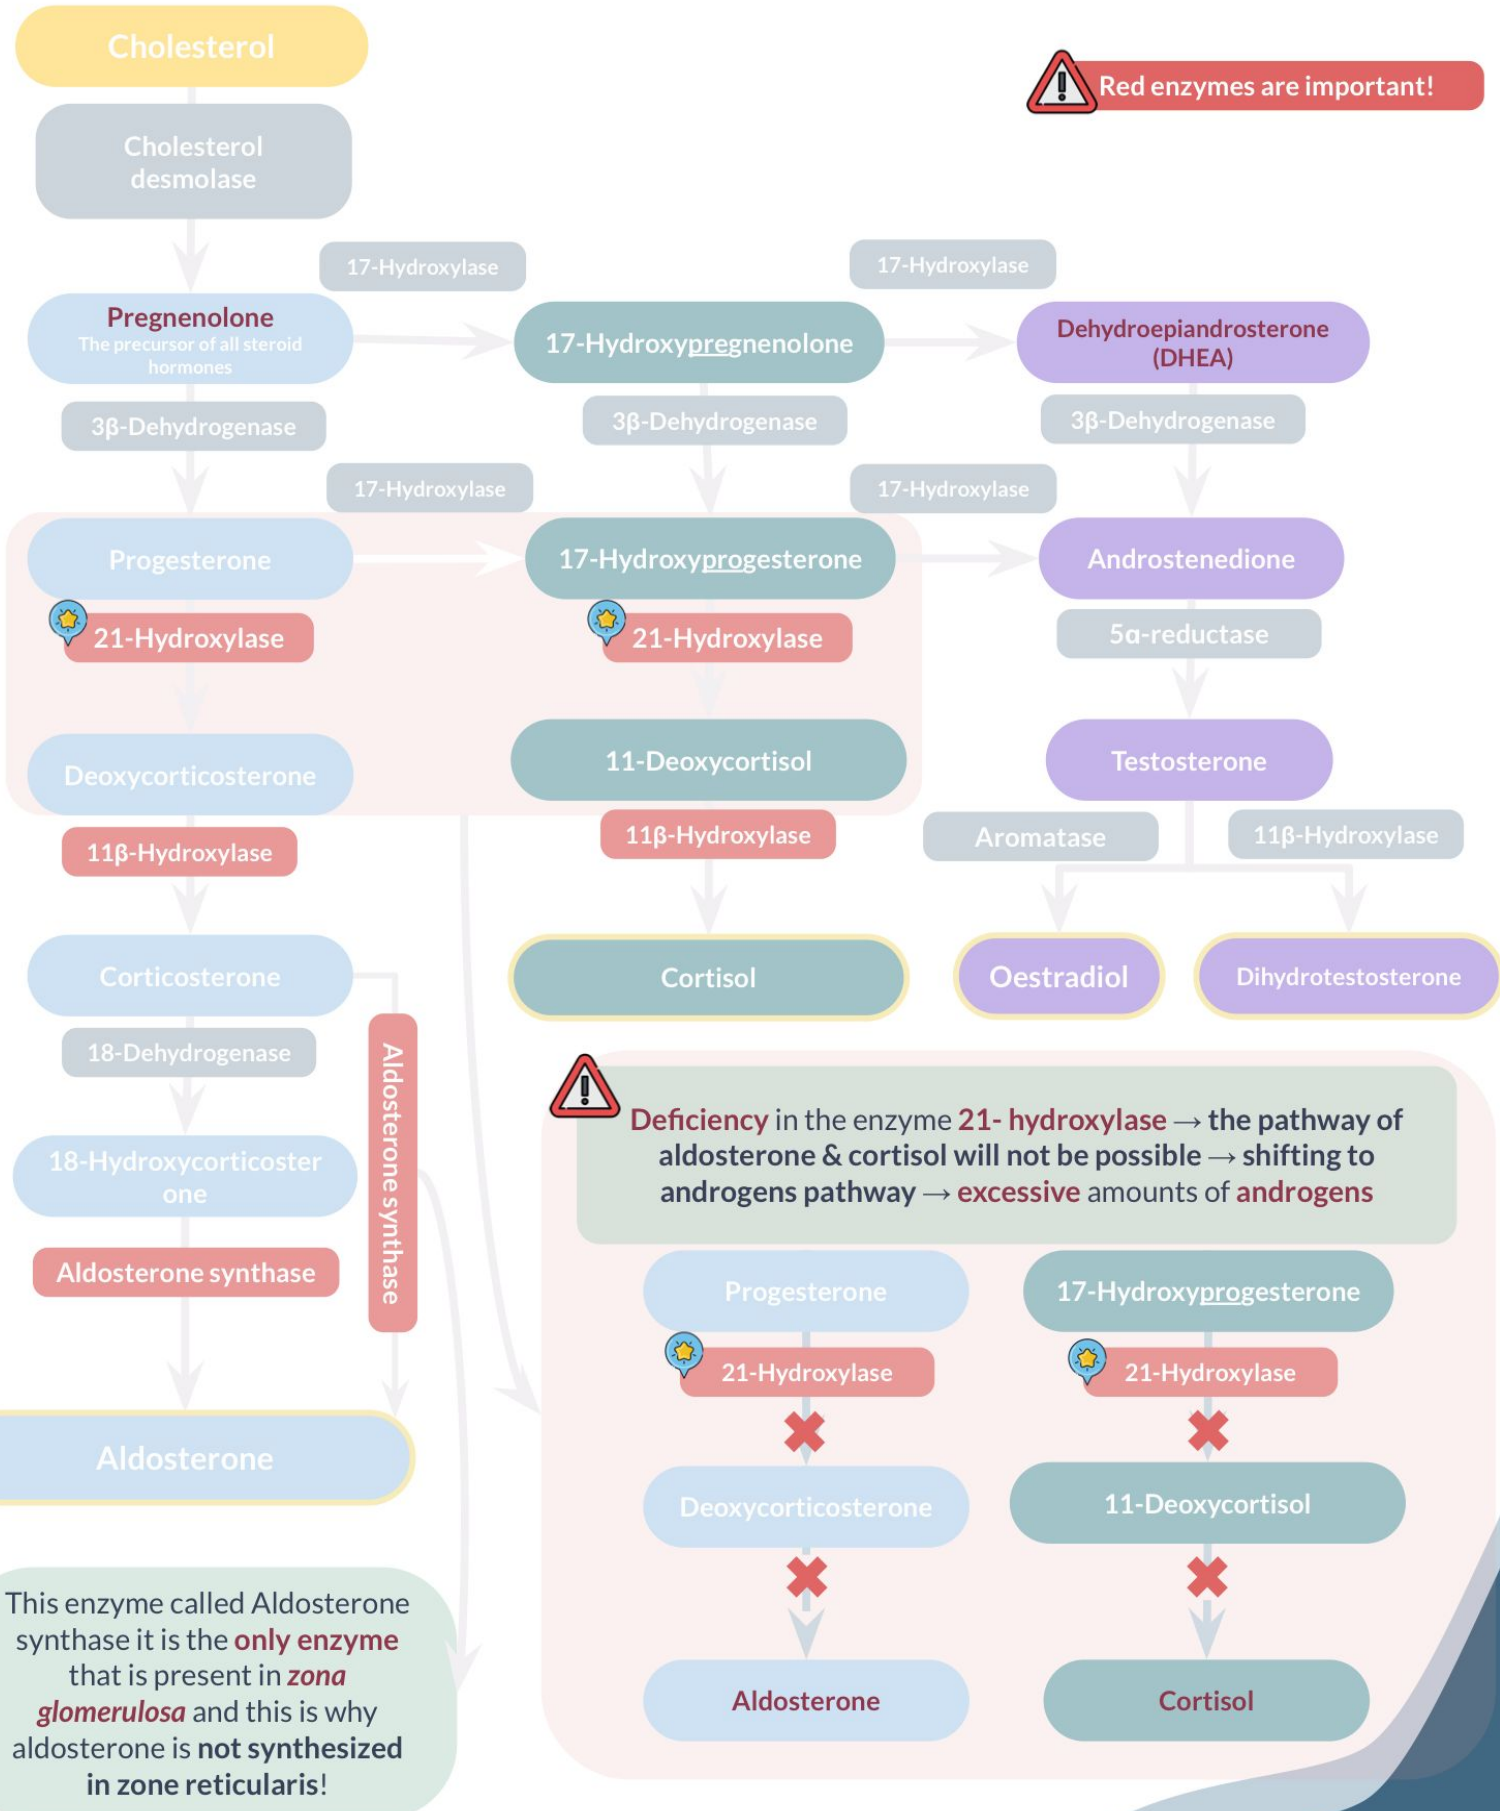 Cholesterol
Red enzymes are important!
Cholesterol
desmolase
17-Hydroxylase
17-Hydroxylase
Pregnenolone
The precursor of all steroid
hormones
17-Hydroxypregnenolone
Dehydroepiandrosterone
(DHEA)
3β-Dehydrogenase
3β-Dehydrogenase
3β-Dehydrogenase
17-Hydroxylase
17-Hydroxylase
Progesterone
17-Hydroxyprogesterone
Androstenedione
21-Hydroxylase
21-Hydroxylase
5α-reductase
Deoxycorticosterone
11-Deoxycortisol
Testosterone
11β-Hydroxylase
11β-Hydroxylase
Aromatase
11β-Hydroxylase
Corticosterone
Cortisol
Oestradiol
Dihydrotestosterone
18-Dehydrogenase
Aldosterone synthase
18-Hydroxycorticoster
one
Aldosterone synthase
Aldosterone
Deficiency in the enzyme 21- hydroxylase → the pathway of
aldosterone & cortisol will not be possible → shifting to
androgens pathway → excessive amounts of androgens
Progesterone
17-Hydroxyprogesterone
21-Hydroxylase
21-Hydroxylase
Deoxycorticosterone
11-Deoxycortisol
Aldosterone
Cortisol
This enzyme called Aldosterone
synthase it is the only enzyme
that is present in zona
glomerulosa and this is why
aldosterone is not synthesized
in zone reticularis!